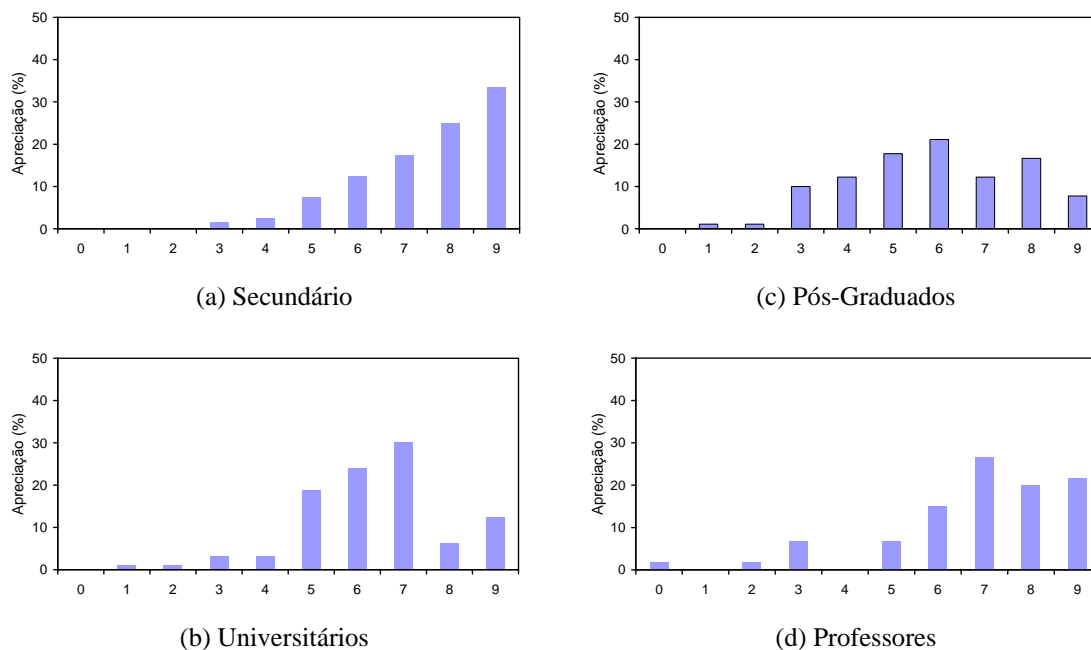 Apreciação (%)
50
40
30
20
10
0
0 1 2 3 4 5 6 7 8 9
(a) Secundário
Apreciação (%)
50
40
30
20
10
0
0 1 2 3 4 5 6 7 8 9
(c) Pós-Graduados
Apreciação (%)
50
40
30
20
10
0
0 1 2 3 4 5 6 7 8 9
(b) Universitários
Apreciação (%)
50
40
30
20
10
0
0 1 2 3 4 5 6 7 8 9
(d) Professores